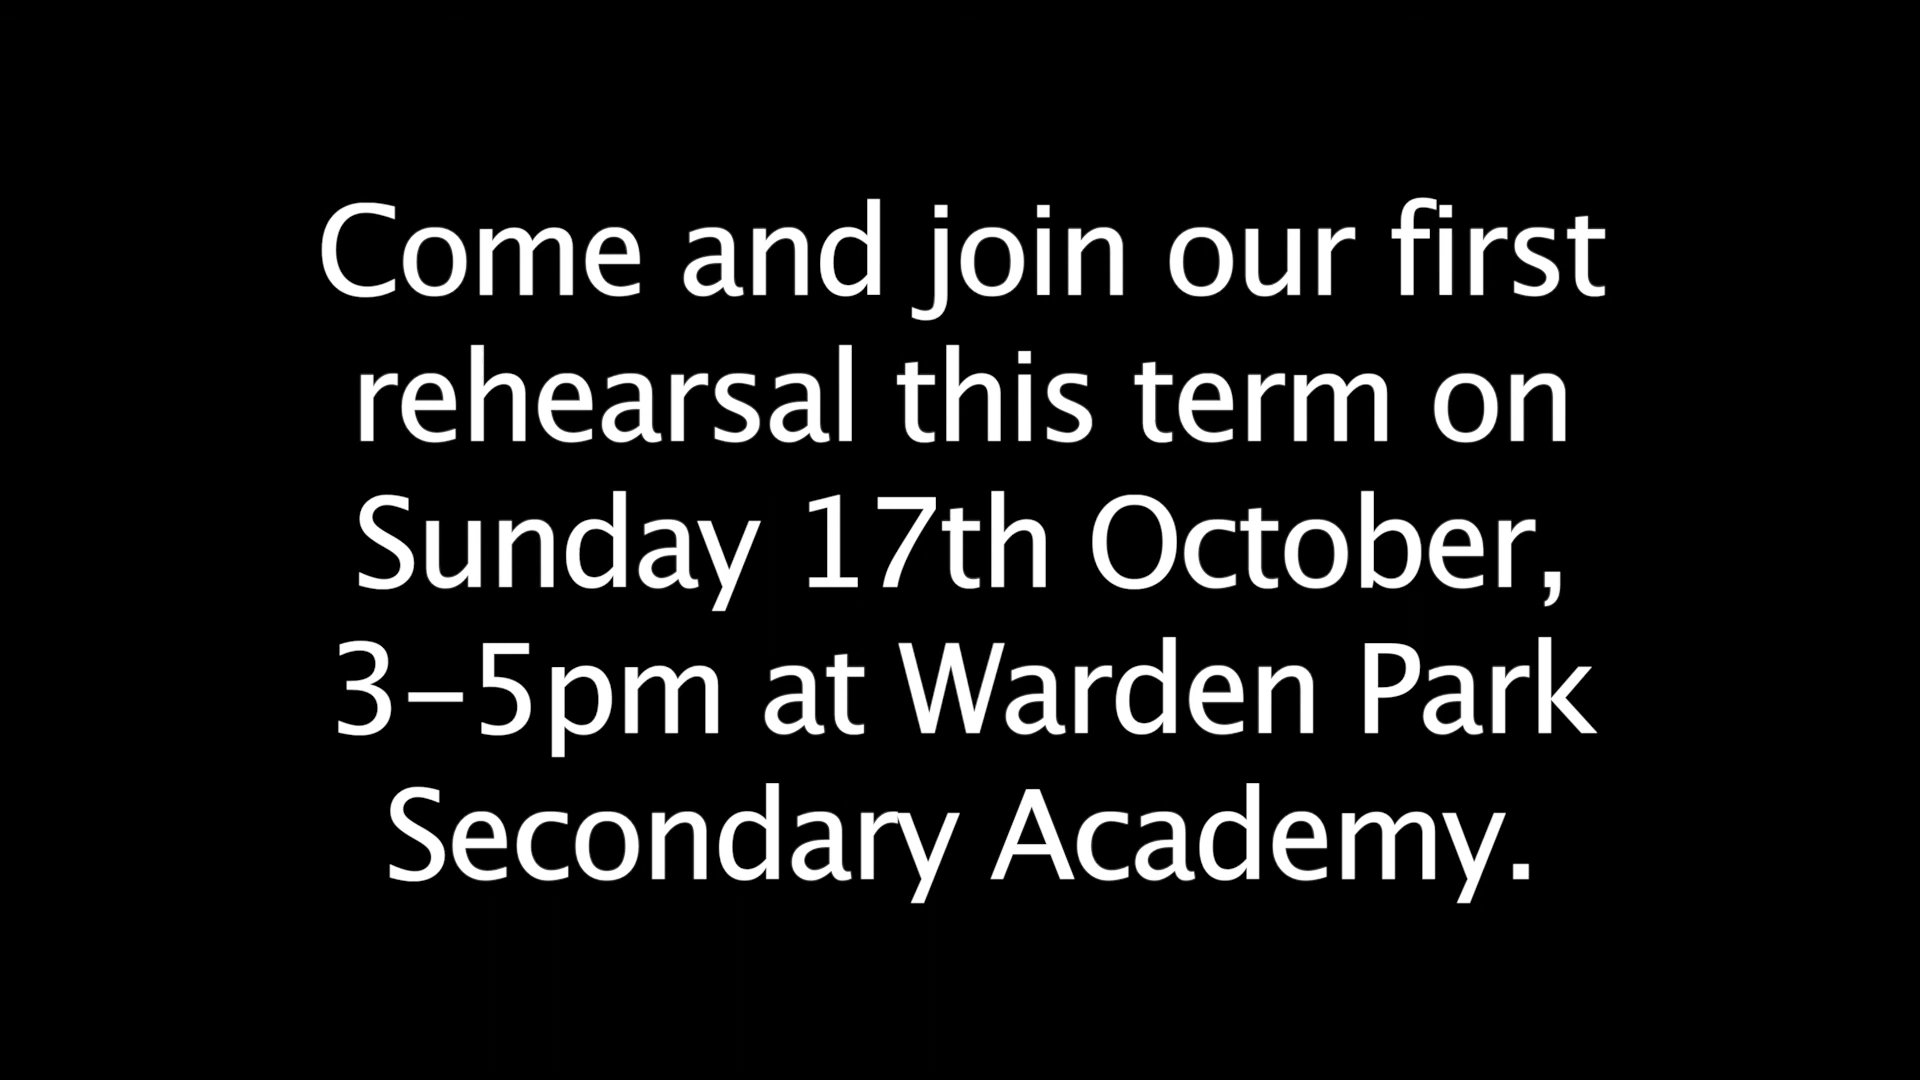 Come and join our first
rehearsal this term on
Sunday 17th October,
3-5pm at Warden Park
Secondary Academy.